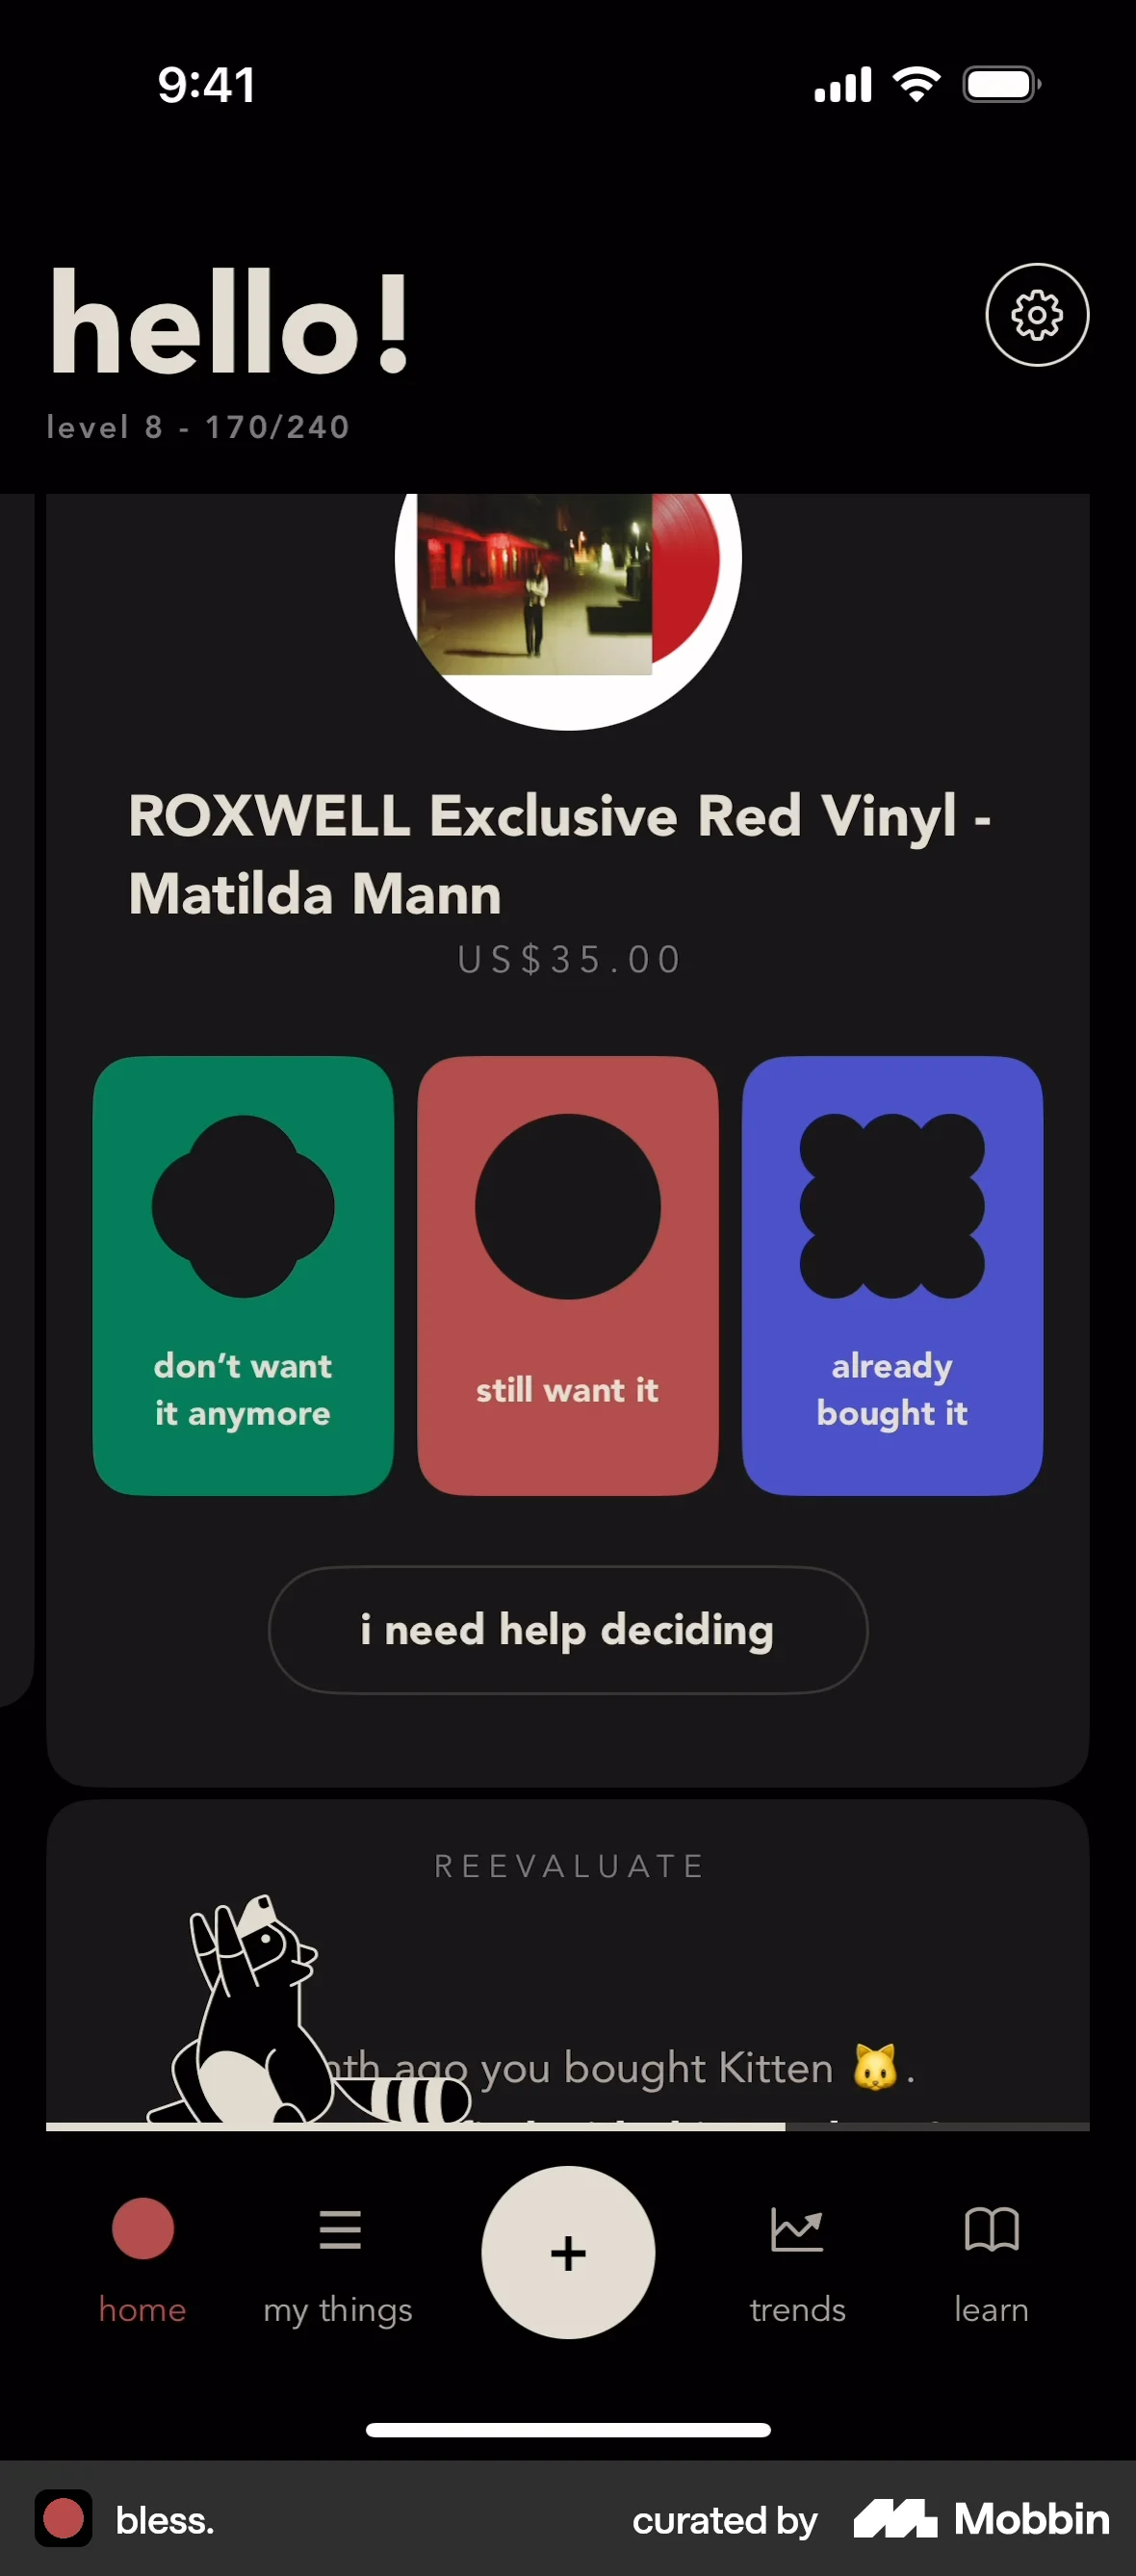 9:41
hello!
level 8 - 170/240
ROXWELL Exclusive Red Vinyl -
Matilda Mann
US$35.00
don’t want
it anymore
still want it
already
bought it
i need help deciding
REEVALUATE
ago you bought Kitten 🐱.
+
home
my things
trends
learn
bless.
curated by
Mobbin